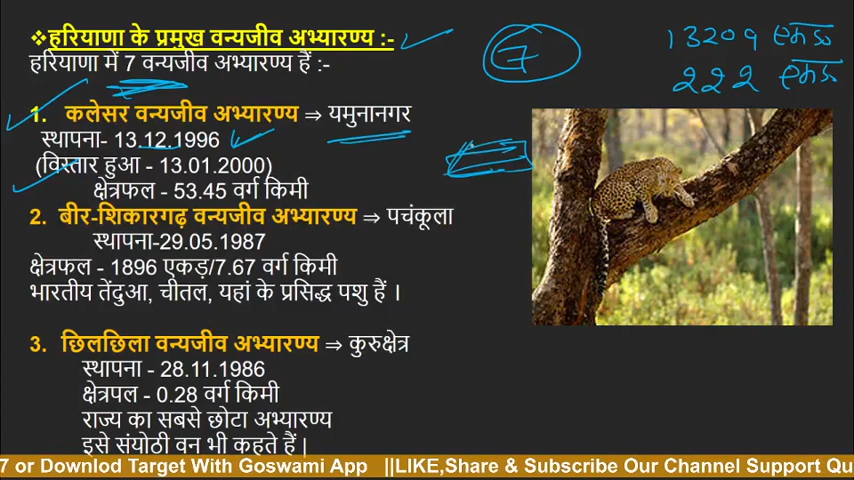 ❖हरियाणा के प्रमुख वन्यजीव अभ्यारण्य :-
हरियाणा में 7 वन्यजीव अभ्यारण्य हैं :-
7
13209 एकड़
222 एकड़
1. कलेसर वन्यजीव अभ्यारण्य ⇒ यमुनानगर
स्थापना- 13.12.1996
(विस्तार हुआ - 13.01.2000)
क्षेत्रफल - 53.45 वर्ग किमी
2. बीर-शिकारगढ़ वन्यजीव अभ्यारण्य ⇒ पचंकूला
स्थापना-29.05.1987
क्षेत्रफल - 1896 एकड़/7.67 वर्ग किमी
भारतीय तेंदुआ, चीतल, यहां के प्रसिद्ध पशु हैं ।
3. छिलछिला वन्यजीव अभ्यारण्य ⇒ कुरुक्षेत्र
स्थापना - 28.11.1986
क्षेत्रपल - 0.28 वर्ग किमी
राज्य का सबसे छोटा अभ्यारण्य
इसे संयोठी वन भी कहते हैं |
7 or Downlod Target With Goswami App ||LIKE,Share & Subscribe Our Channel Support Qu